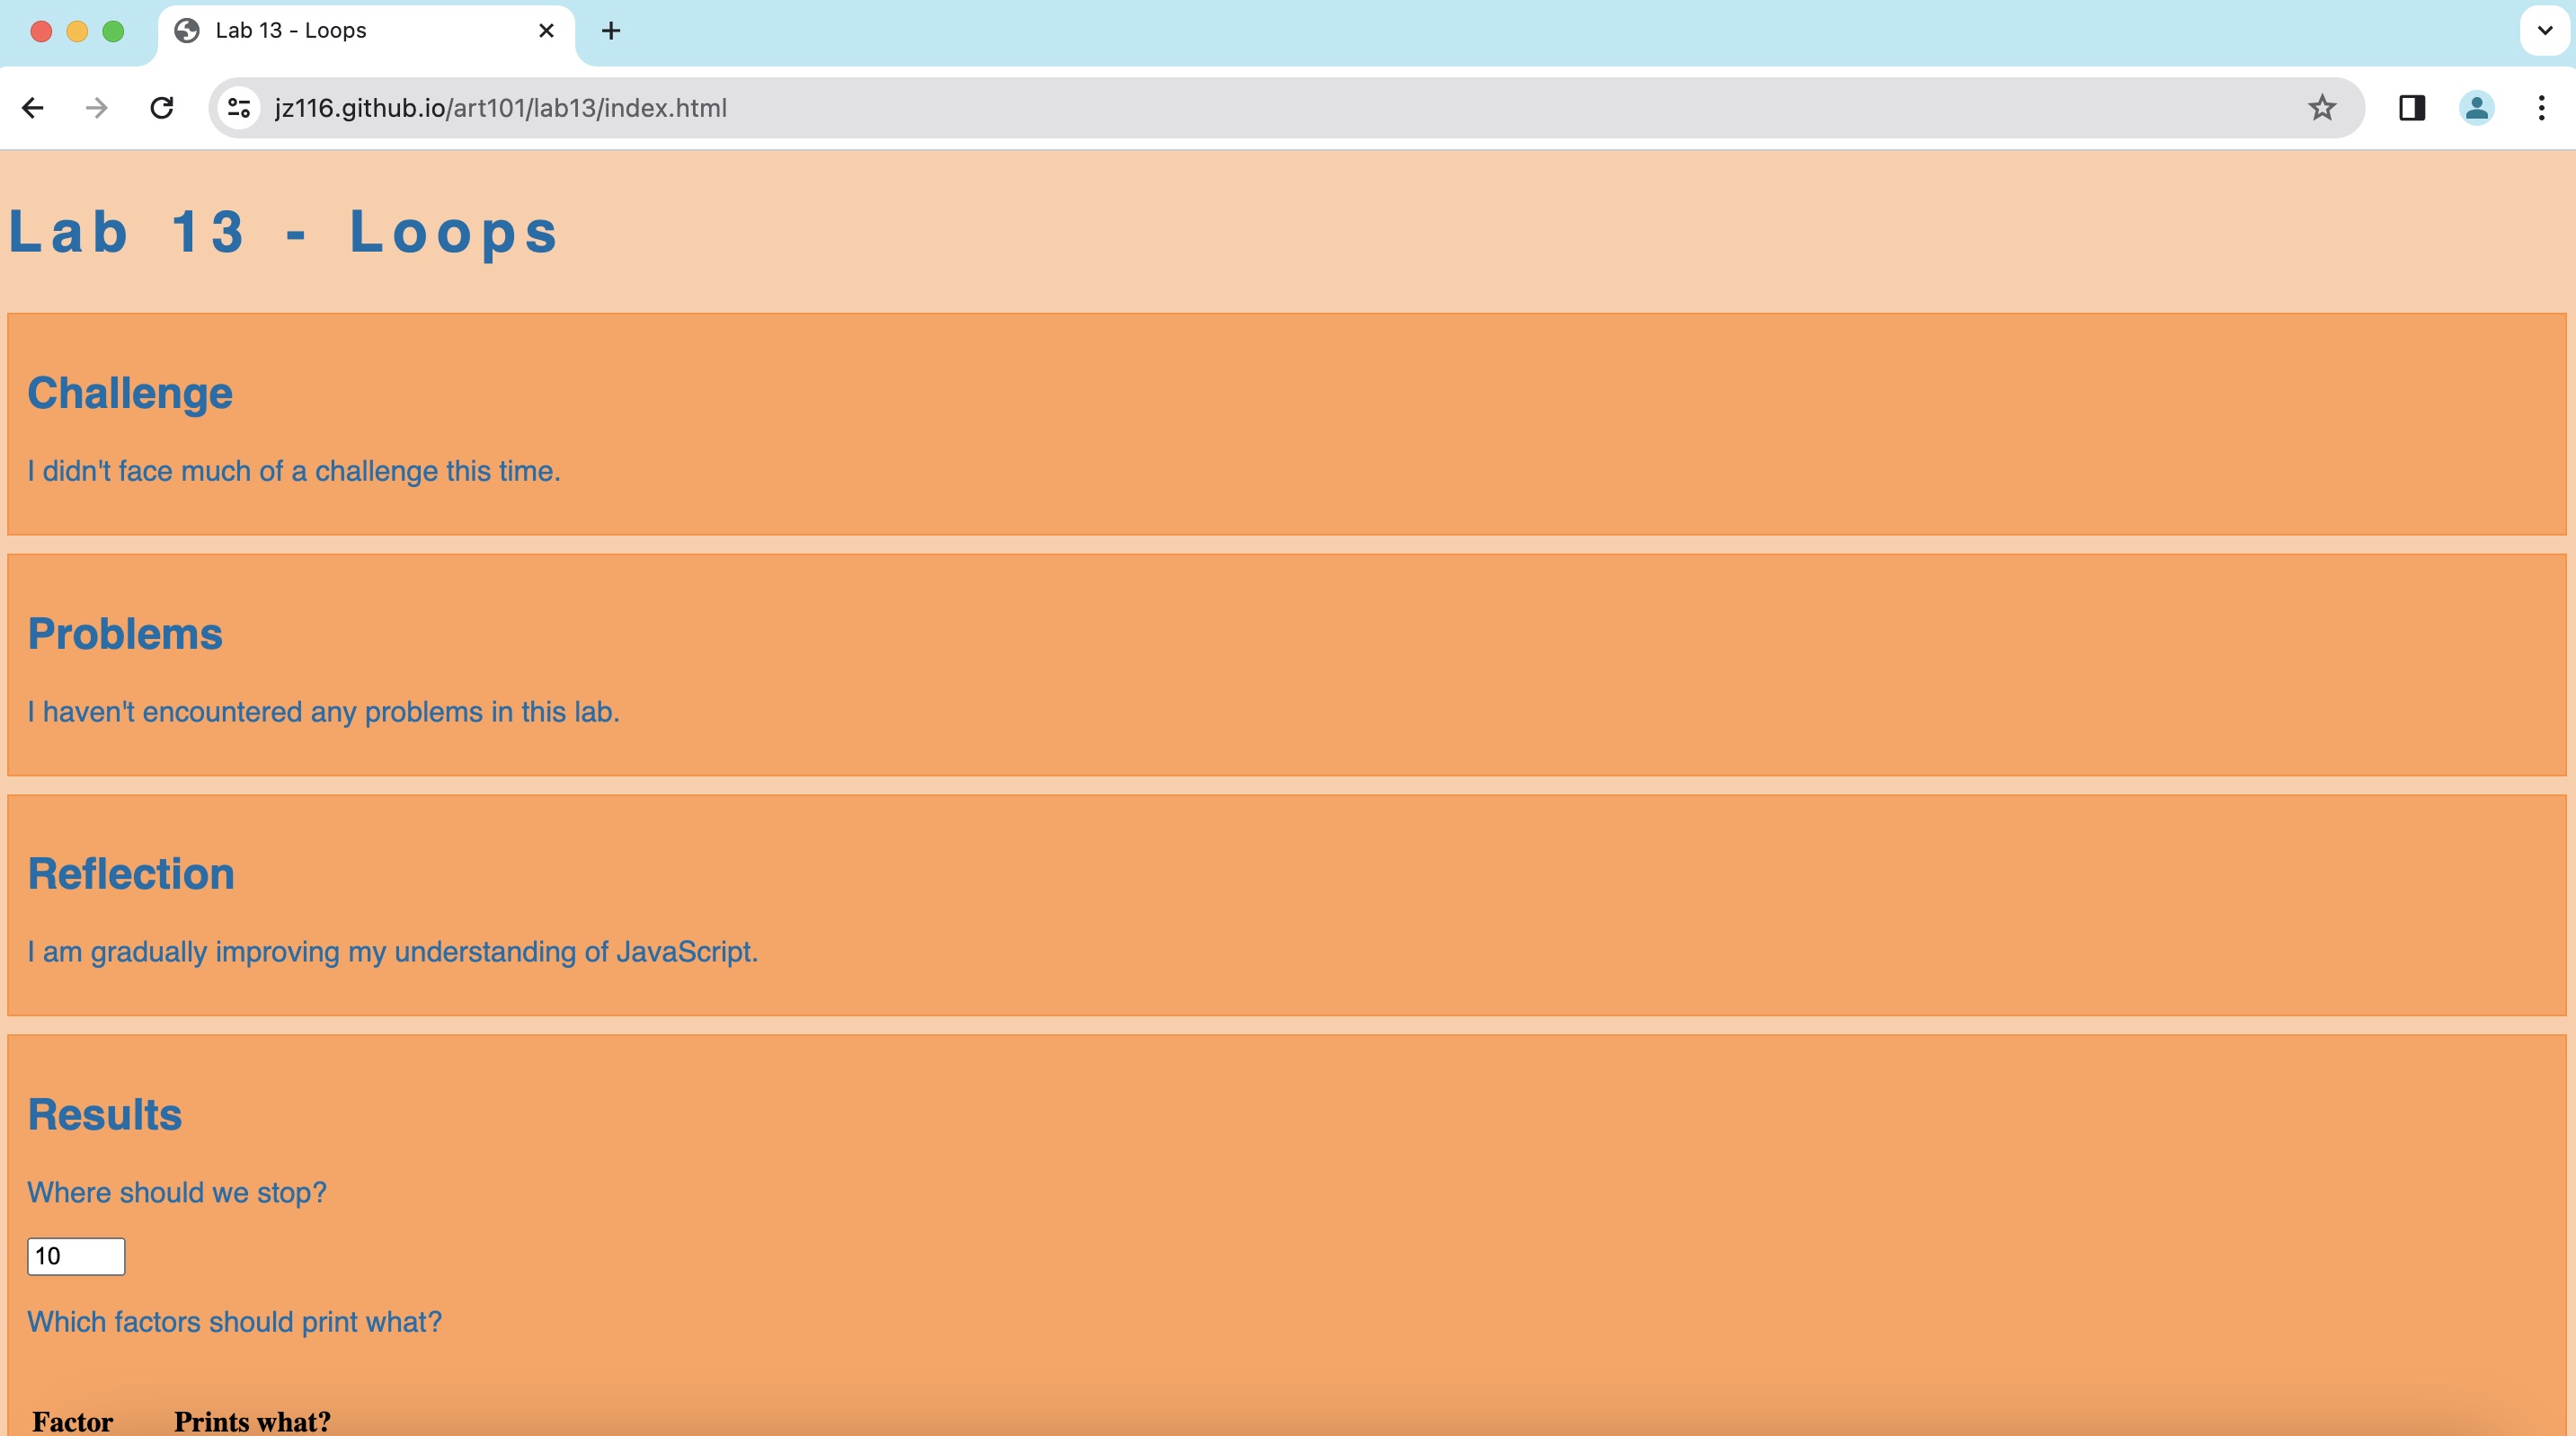 Lab 13 - Loops
jz116.github.io/art101/lab13/index.html
Lab 13 - Loops
Challenge
I didn't face much of a challenge this time.
Problems
I haven't encountered any problems in this lab.
Reflection
I am gradually improving my understanding of JavaScript.
Results
Where should we stop?
10
Which factors should print what?
Factor Prints what?